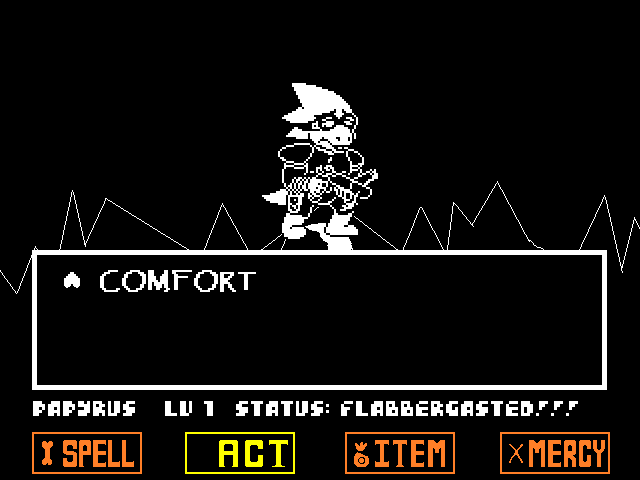 COMFORT
PAPYRUS LV 1 STATUS: FLABBERGASTED!!!
SPELL ACT ITEM MERCY